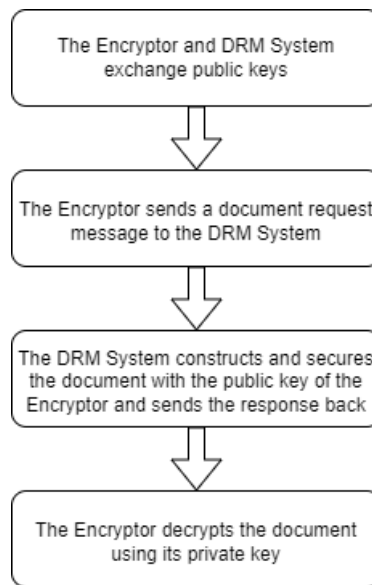 The Encryptor and DRM System
exchange public keys
The Encryptor sends a document request
message to the DRM System
The DRM System constructs and secures
the document with the public key of the
Encryptor and sends the response back
The Encryptor decrypts the document
using its private key